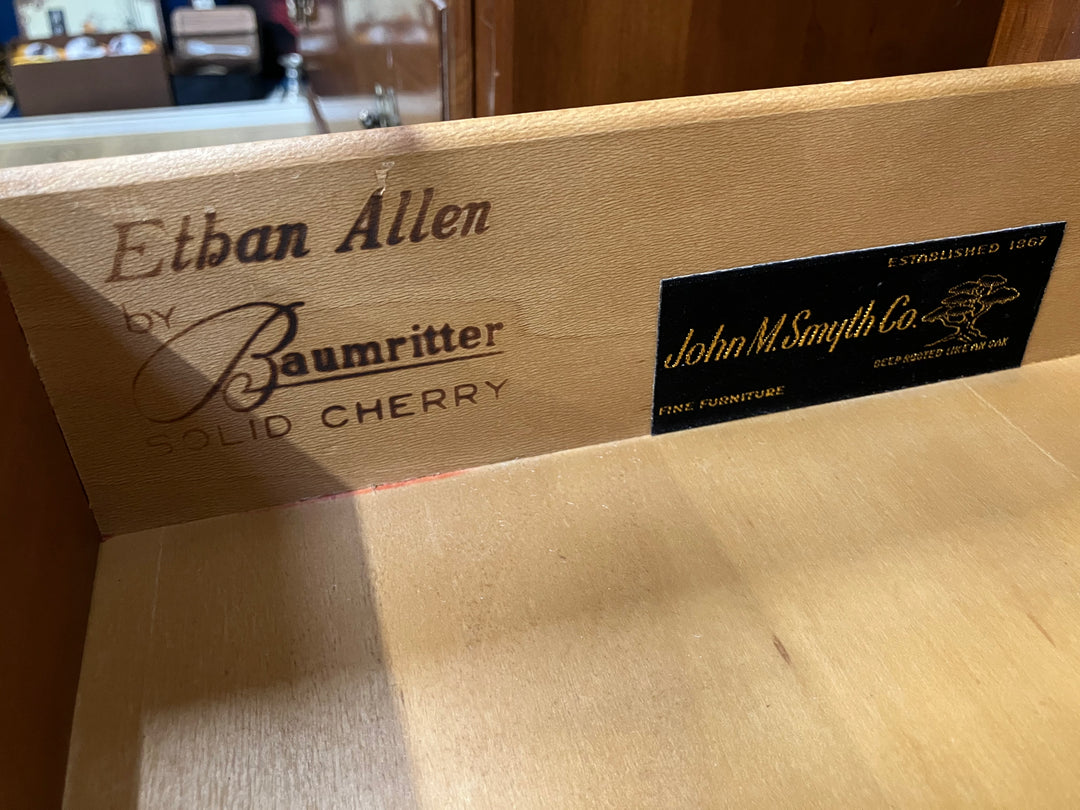 Ethan Allen
BY
Baumritter
SOLID CHERRY
ESTABLISHED 1867
John M. Smyth Co.
DEEP-ROOTED LIKE AN OAK
FINE FURNITURE